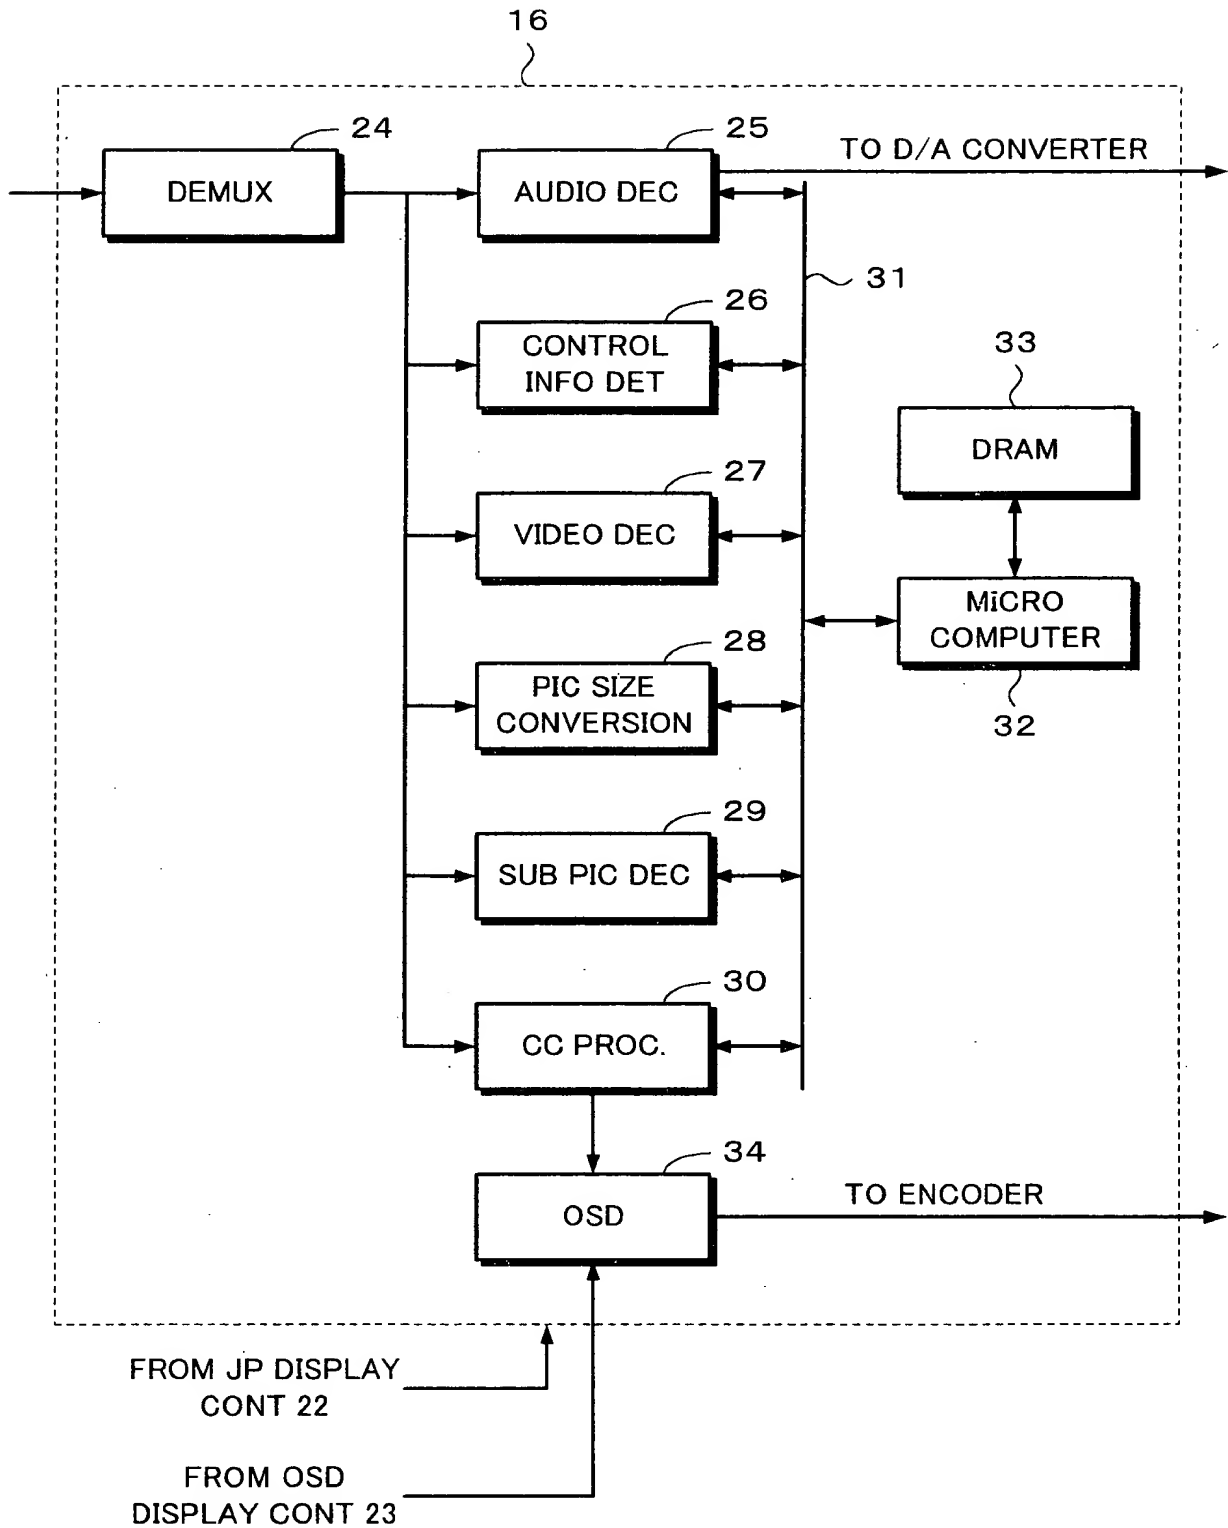 16
24
25
TO D/A CONVERTER
DEMUX
AUDIO DEC
31
26
CONTROL
INFO DET
33
DRAM
27
VIDEO DEC
MiCRO
COMPUTER
32
28
PIC SIZE
CONVERSION
29
SUB PIC DEC
30
CC PROC.
34
OSD
TO ENCODER
FROM JP DISPLAY
CONT 22
FROM OSD
DISPLAY CONT 23